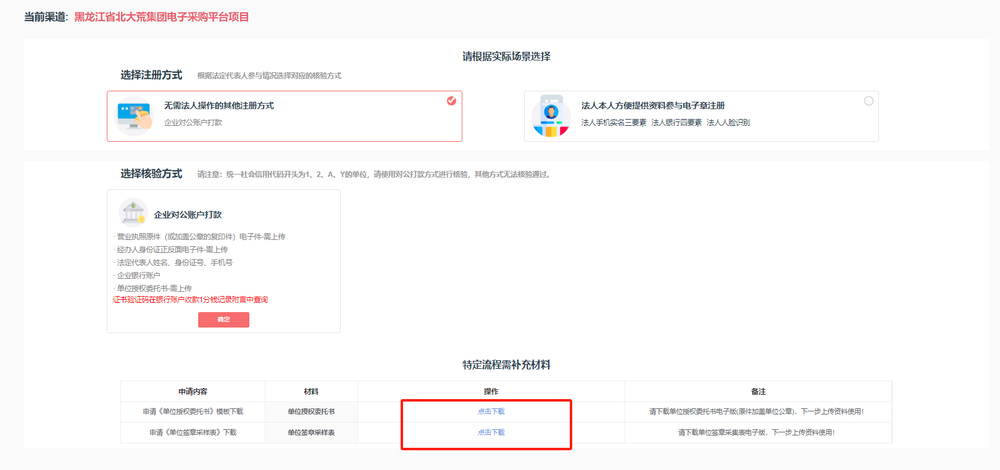 当前渠道: 黑龙江省北大荒集团电子采购平台项目
请根据实际场景选择
选择注册方式 根据法定代表人参与情况选择对应的核验方式
无需法人操作的其他注册方式
企业对公账户打款
法人本人方便提供资料参与电子章注册
法人手机实名三要素 法人银行四要素 法人人脸识别
选择核验方式 请注意：统一社会信用代码开头为1、2、A、Y的单位，请使用对公打款方式进行核验，其他方式无法核验通过。
企业对公账户打款
· 营业执照原件（或加盖公章的复印件）电子件-需上传
· 经办人身份证正反面电子件-需上传
· 法定代表人姓名、身份证号、手机号
· 企业银行账户
· 单位授权委托书-需上传
证书验证码在银行账户收款1分钱记录附言中查询
确定
特定流程需补充材料
申请内容 材料 操作 备注
申请《单位授权委托书》模板下载 单位授权委托书 点击下载 请下载单位授权委托书电子版(原件加盖单位公章)，下一步上传资料使用！
申请《单位签章采样表》下载 单位签章采样表 点击下载 请下载单位签章采集表电子版，下一步上传资料使用！